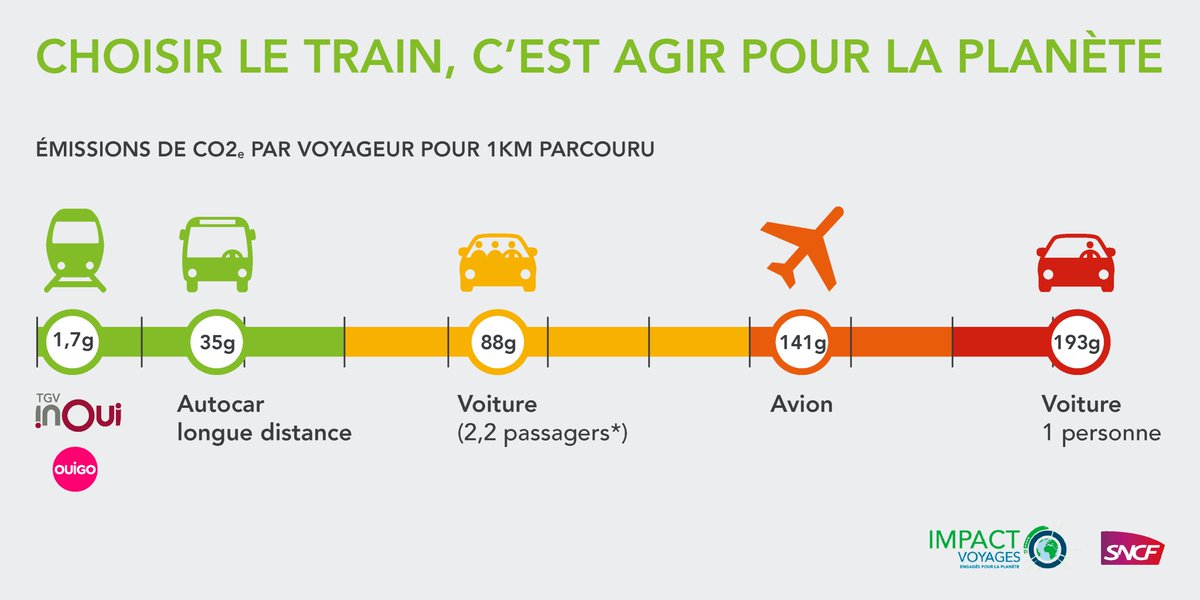 CHOISIR LE TRAIN, C’EST AGIR POUR LA PLANÈTE
ÉMISSIONS DE CO2e PAR VOYAGEUR POUR 1KM PARCOURU
1,7g
35g
88g
141g
193g
TGV
inOui
OUiGO
Autocar
longue distance
Voiture
(2,2 passagers*)
Avion
Voiture
1 personne
IMPACT
VOYAGES
ENGAGÉS POUR LA PLANÈTE
SNCF